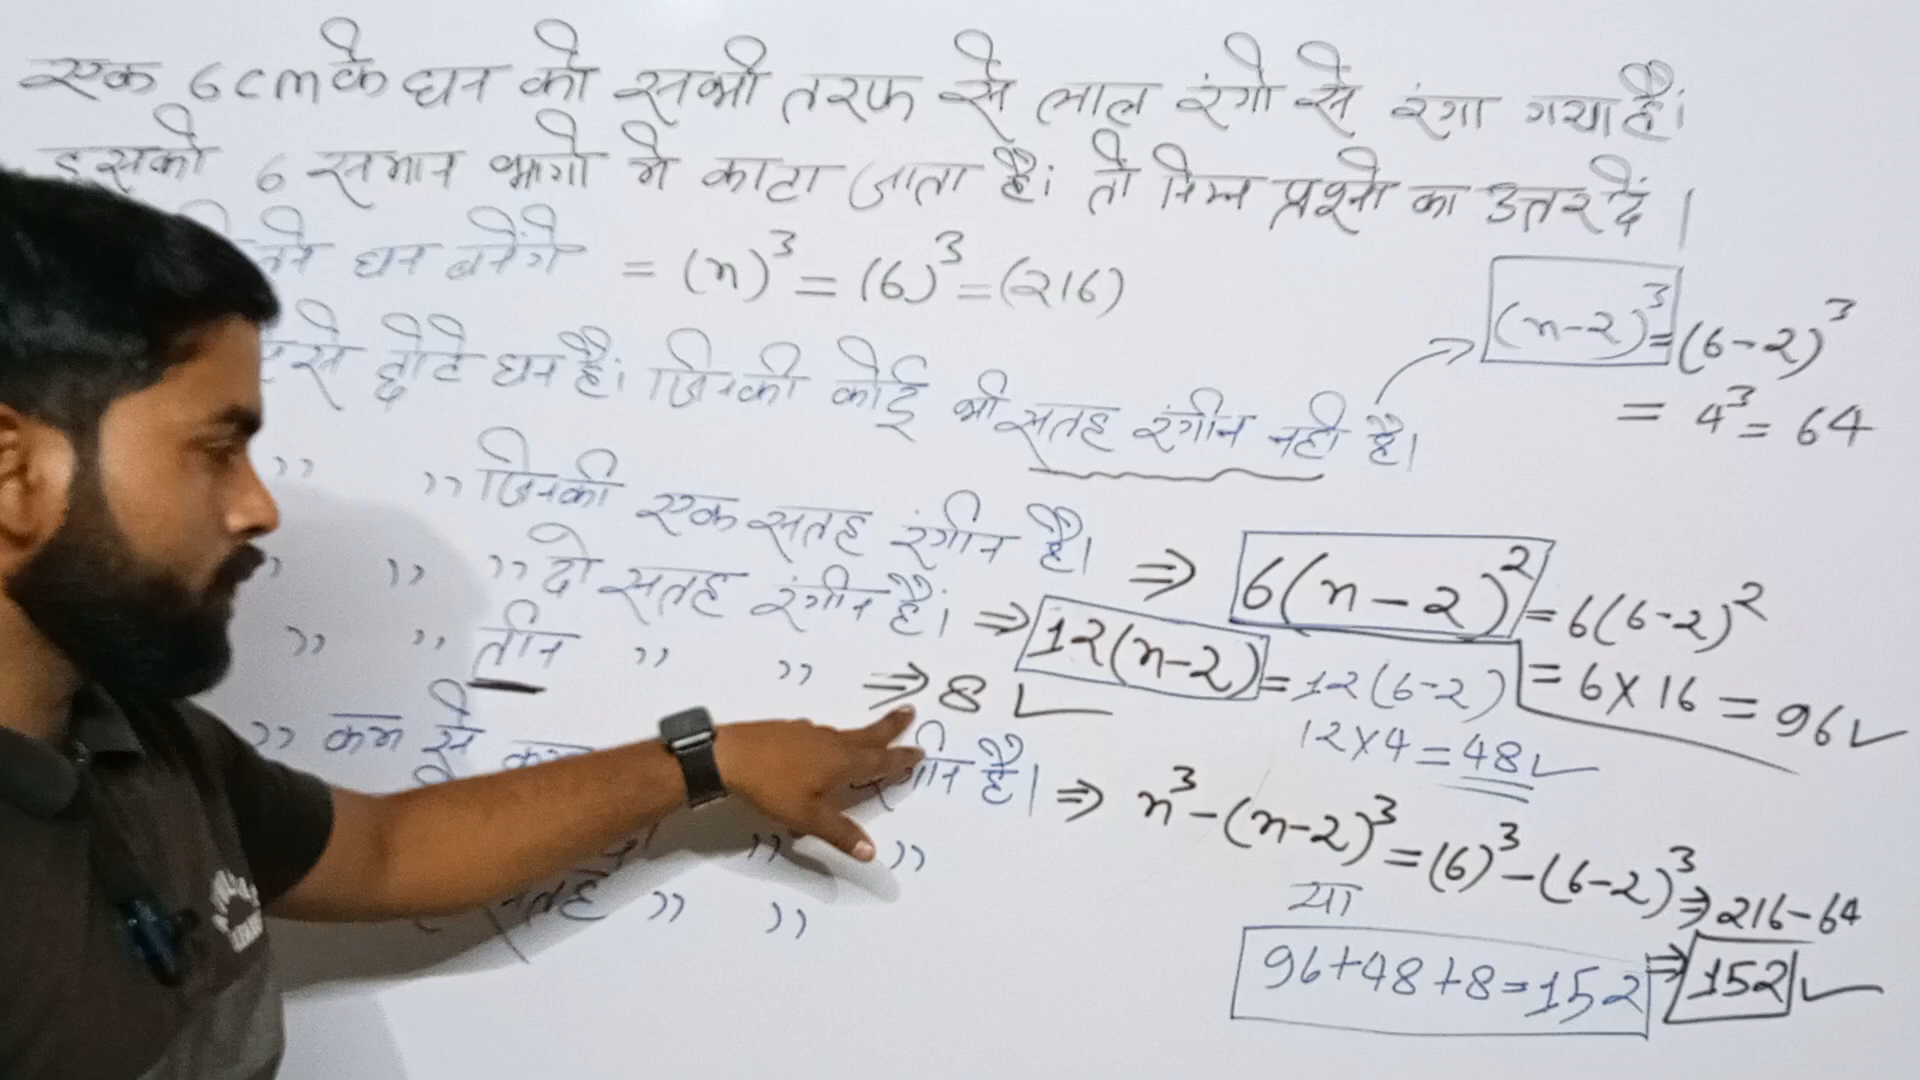 एक 6cm के घन को सभी तरफ से लाल रंगो से रंगा गया है।
इसको 6 समान भागो मे काटा जाता है। तो निम्न प्रश्नो का उत्तर दें।
घन बनेंगे = (n)³ = (6)³ = (216)
छोटे घन है। जिनकी कोई भी सतह रंगीन नही है।
(n-2)³ = (6-2)³
= 4³ = 64
,, ,, जिनकी एक सतह रंगीन है। ⇒ 6(n-2)² = 6(6-2)²
= 6×16 = 96 ✓
,, ,, ,, दो सतह रंगीन है। ⇒ 12(n-2) = 12(6-2)
12×4 = 48 ✓
,, ,, तीन ,, ,, ⇒ 8 ✓
,, कम से है। ⇒ n³-(n-2)³ = (6)³-(6-2)³ ⇒ 216-64
⇒ 152 ✓
या
96+48+8=152
,, ,,
सतह ,, ,,